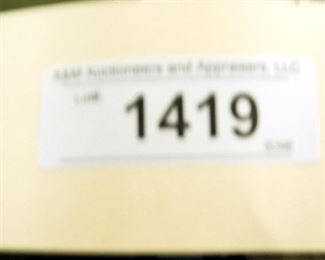 A&M Auctioneers and Appraisers, LLC
Lot#
1419